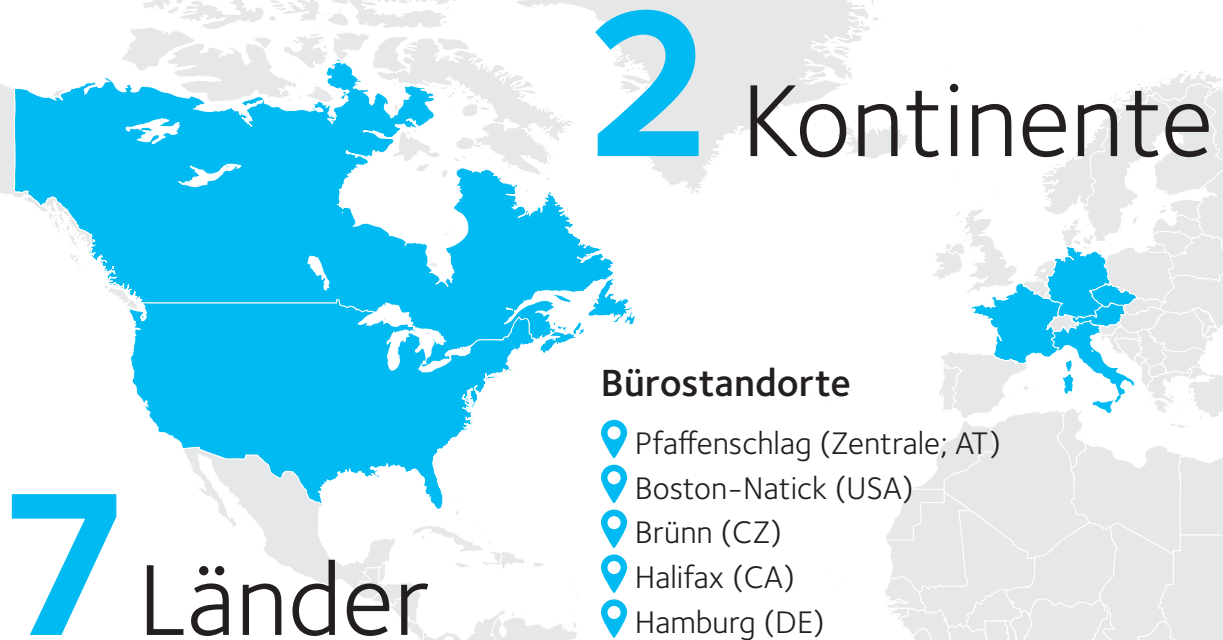 2 Kontinente
7 Länder
Bürostandorte
Pfaffenschlag (Zentrale; AT)
Boston-Natick (USA)
Brünn (CZ)
Halifax (CA)
Hamburg (DE)